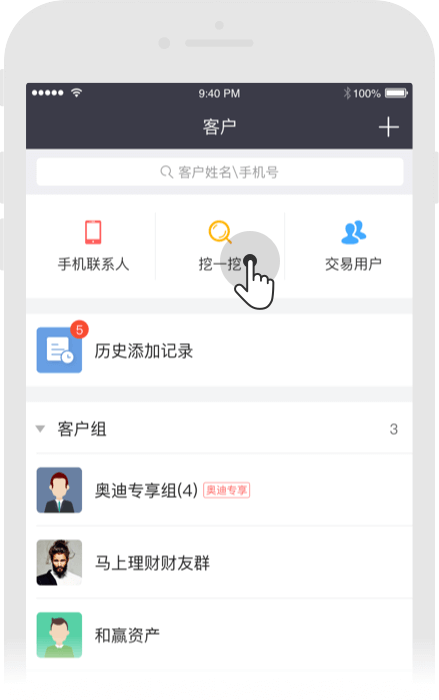 9:40 PM
100%
客户
客户姓名\手机号
手机联系人
挖一挖
交易用户
5
历史添加记录
客户组
3
奥迪专享组(4)
奥迪专享
马上理财财友群
和赢资产